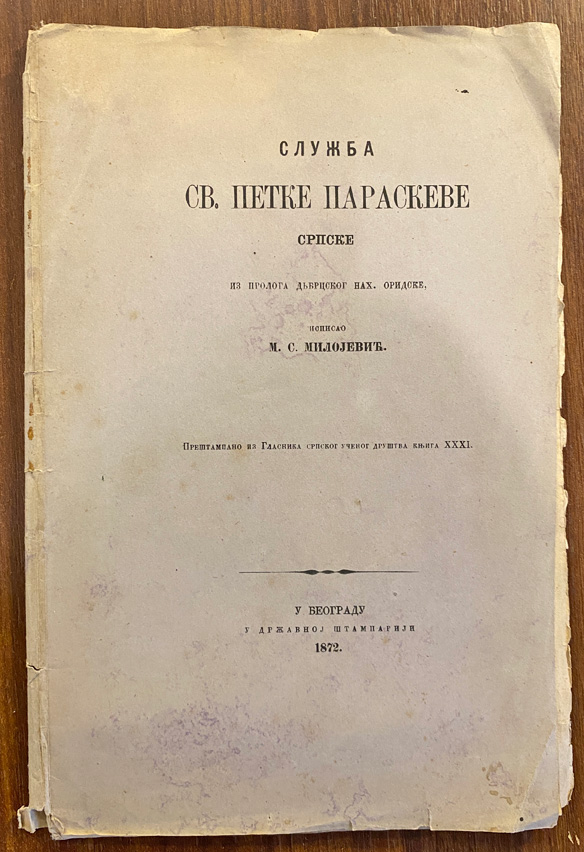 СЛУЖБА
СВ. ПЕТКЕ ПАРАСКЕВЕ
СРПСКЕ
ИЗ ПРОЛОГА ДЬБРЦСКОГ НАХ. ОРИДСКЕ,
ИСПИСАО
М. С. МИЛОЈЕВИЋ.
ПРЕШТАМПАНО ИЗ ГЛАСНИКА СРПСКОГ УЧЕНОГ ДРУШТВА КЊИГА XXXI.
У БЕОГРАДУ
У ДРЖАВНОЈ ШТАМПАРИЈИ
1872.